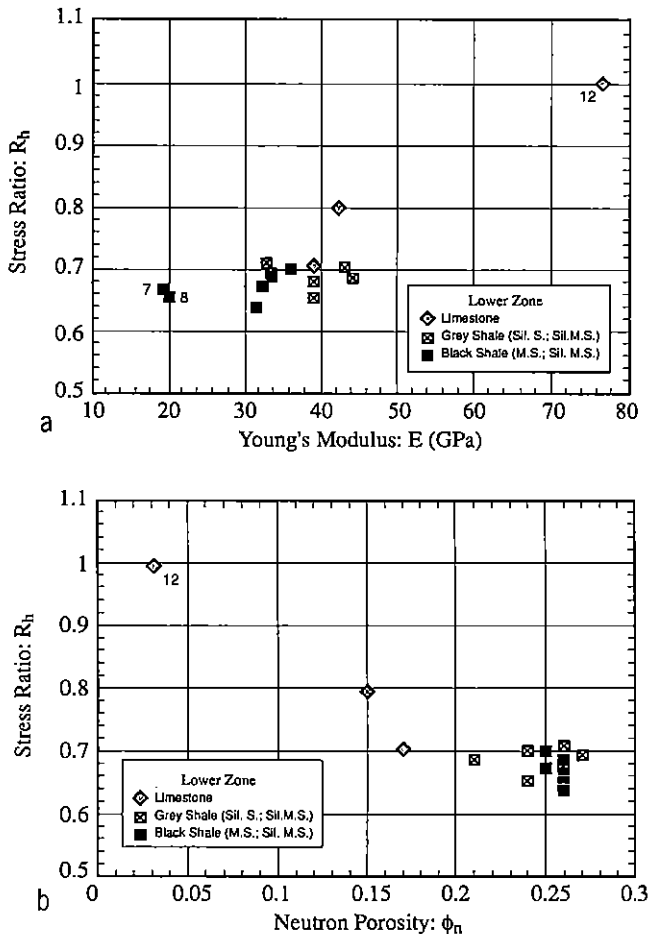 1.1
1
0.9
0.8
0.7
0.6
0.5
Stress Ratio: Rh
12
7
8
Lower Zone
Limestone
Grey Shale (Sil. S.; Sil.M.S.)
Black Shale (M.S.; Sil. M.S.)
10 20 30 40 50 60 70 80
a
Young's Modulus: E (GPa)
1.1
1
0.9
0.8
0.7
0.6
0.5
Stress Ratio: Rh
12
Lower Zone
Limestone
Grey Shale (Sil. S.; Sil.M.S.)
Black Shale (M.S.; Sil. M.S.)
0 0.05 0.1 0.15 0.2 0.25 0.3
b
Neutron Porosity: ϕn